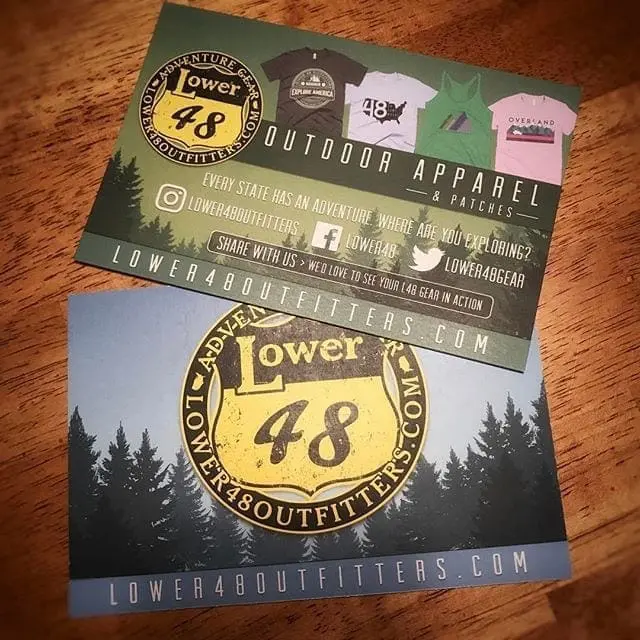 ADVENTURE GEAR
Lower
48
LOWER48OUTFITTERS.COM
EXPLORE AMERICA
48
OVERLAND
OUTDOOR APPAREL
& PATCHES
EVERY STATE HAS AN ADVENTURE, WHERE ARE YOU EXPLORING?
LOWER48OUTFITTERS
LOWER48
LOWER48GEAR
SHARE WITH US > WE'D LOVE TO SEE YOUR L48 GEAR IN ACTION
LOWER48OUTFITTERS.COM
ADVEN
R
Lower
48
LOWER48OUTFITTERS.COM
LOWER48OUTFITTERS.COM